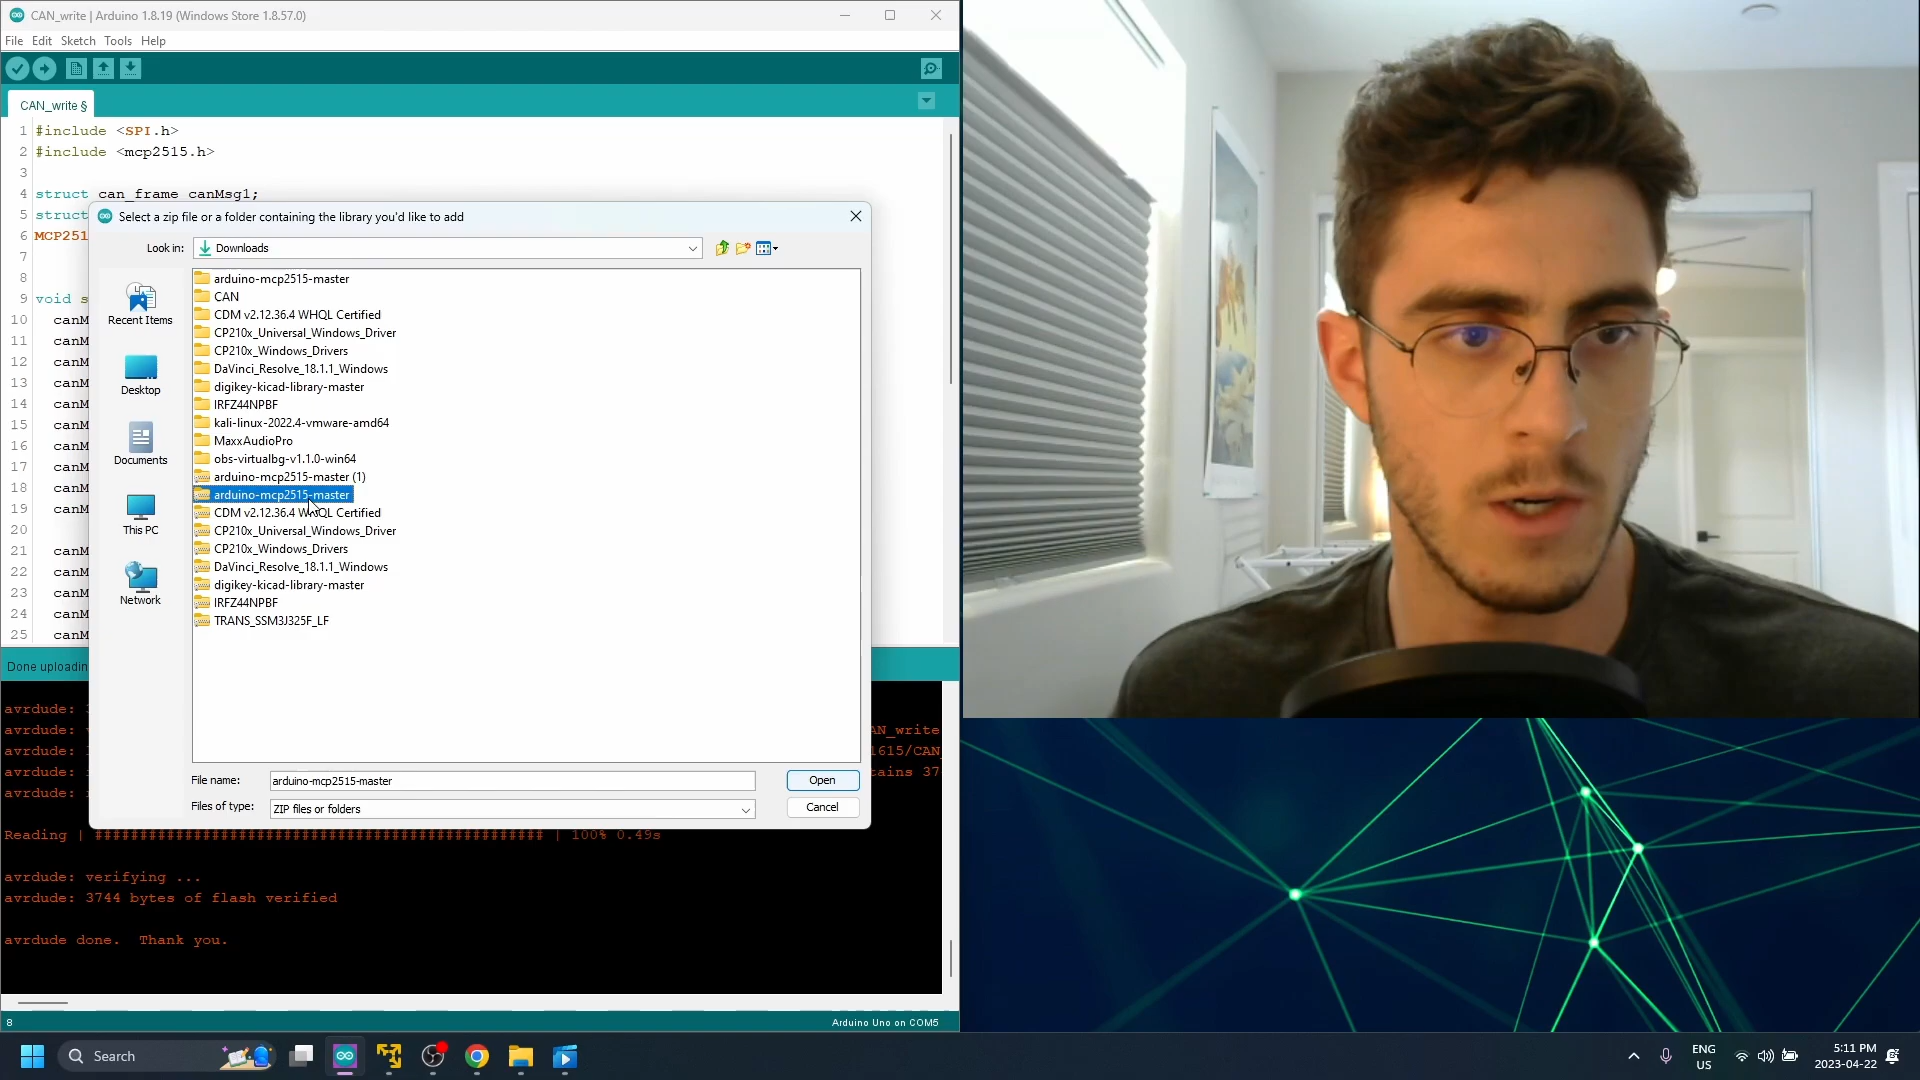 CAN_write | Arduino 1.8.19 (Windows Store 1.8.57.0)
File Edit Sketch Tools Help
CAN_write §
1 #include <SPI.h>
2 #include <mcp2515.h>
3
4 struct can_frame canMsg1;
5 struct
6 MCP251
7
8
9 void s
10 canM
11 canM
12 canM
13 canM
14 canM
15 canM
16 canM
17 canM
18 canM
19 canM
20
21 canM
22 canM
23 canM
24 canM
25 canM
Select a zip file or a folder containing the library you'd like to add
Look in: Downloads
Recent Items
Desktop
Documents
This PC
Network
arduino-mcp2515-master
CAN
CDM v2.12.36.4 WHQL Certified
CP210x_Universal_Windows_Driver
CP210x_Windows_Drivers
DaVinci_Resolve_18.1.1_Windows
digikey-kicad-library-master
IRFZ44NPBF
kali-linux-2022.4-vmware-amd64
MaxxAudioPro
obs-virtualbg-v1.1.0-win64
arduino-mcp2515-master (1)
arduino-mcp2515-master
CDM v2.12.36.4 WHQL Certified
CP210x_Universal_Windows_Driver
CP210x_Windows_Drivers
DaVinci_Resolve_18.1.1_Windows
digikey-kicad-library-master
IRFZ44NPBF
TRANS_SSM3J325F_LF
File name: arduino-mcp2515-master Open
Files of type: ZIP files or folders Cancel
Done uploadin
avrdude:
avrdude: AN_write
avrdude: 1615/CAN_
avrdude: tains 37
avrdude:
Reading | ################################################## | 100% 0.49s
avrdude: verifying ...
avrdude: 3744 bytes of flash verified
avrdude done. Thank you.
8 Arduino Uno on COM5
Search
ENG
US
5:11 PM
2023-04-22